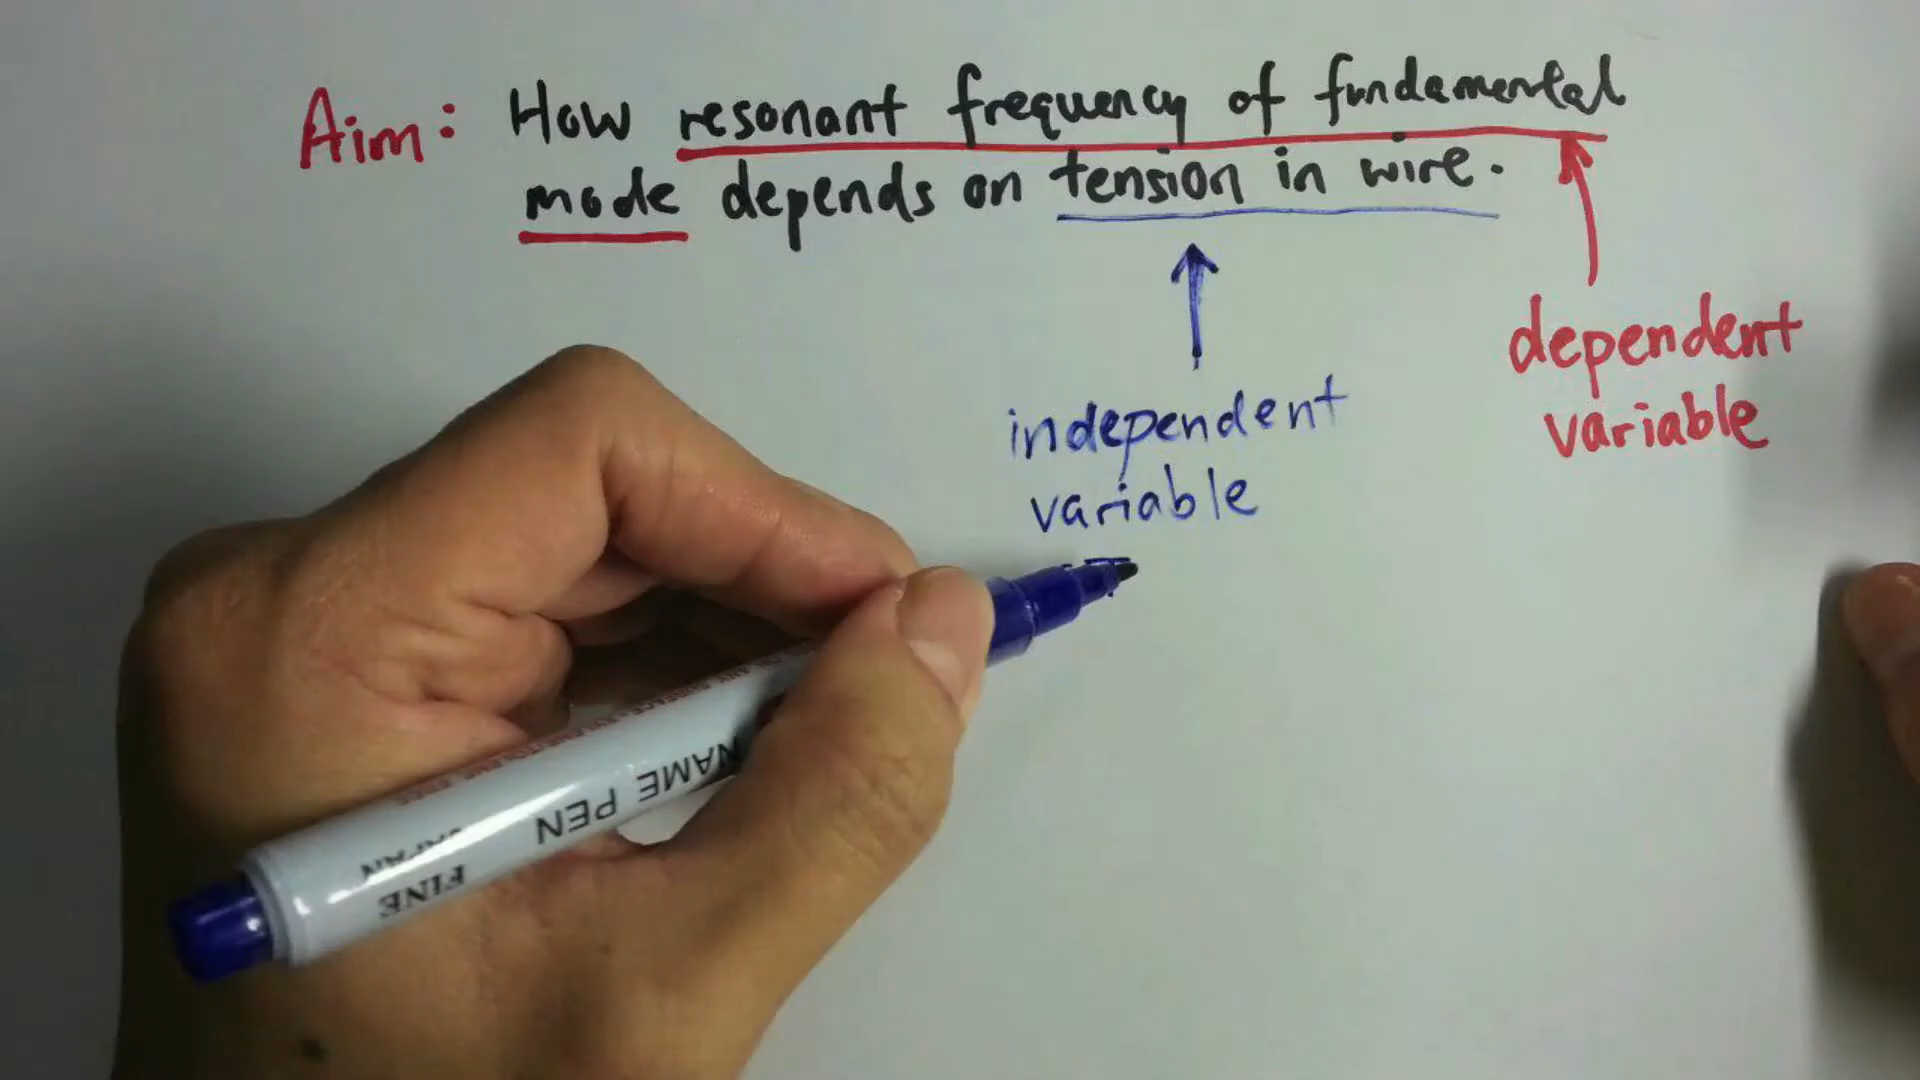 Aim: How resonant frequency of fundamental
mode depends on tension in wire.
independent
variable
dependent
variable
NAME PEN
FINE
JAPAN